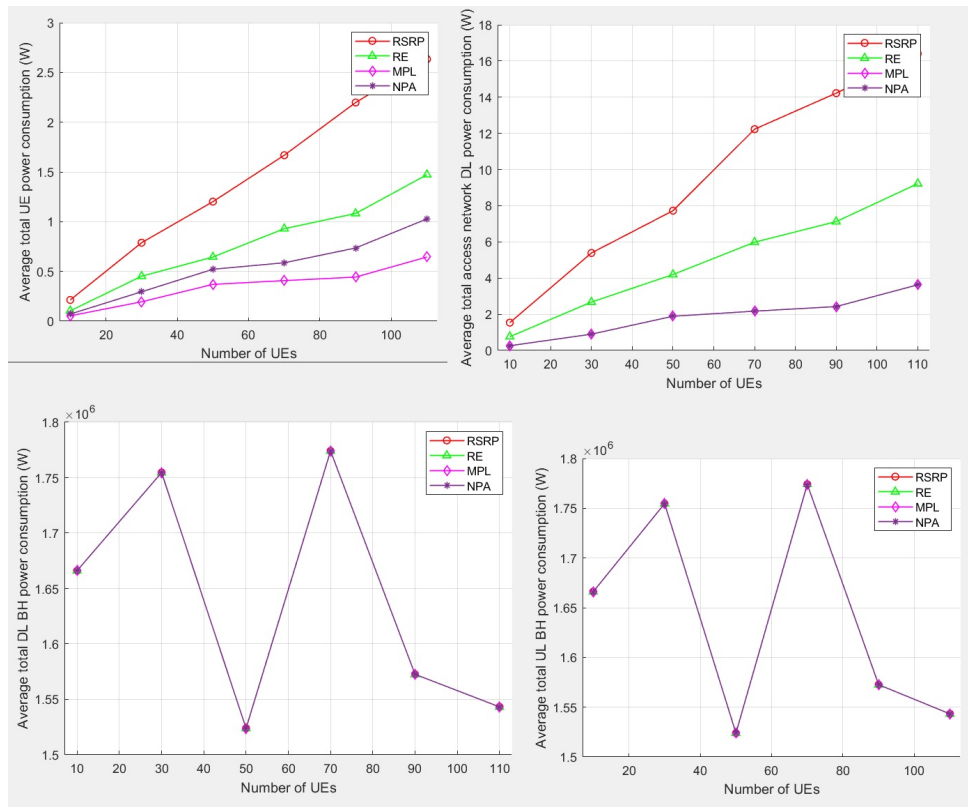 3
2.5
2
1.5
1
0.5
0
Average total UE power consumption (W)
20 40 60 80 100
Number of UEs
RSRP
RE
MPL
NPA
18
16
14
12
10
8
6
4
2
0
Average total access network DL power consumption (W)
10 20 30 40 50 60 70 80 90 100 110
Number of UEs
RSRP
RE
MPL
NPA
×10⁶
1.8
1.75
1.7
1.65
1.6
1.55
1.5
Average total DL BH power consumption (W)
10 20 30 40 50 60 70 80 90 100 110
Number of UEs
RSRP
RE
MPL
NPA
×10⁶
1.8
1.75
1.7
1.65
1.6
1.55
1.5
Average total UL BH power consumption (W)
20 40 60 80 100
Number of UEs
RSRP
RE
MPL
NPA